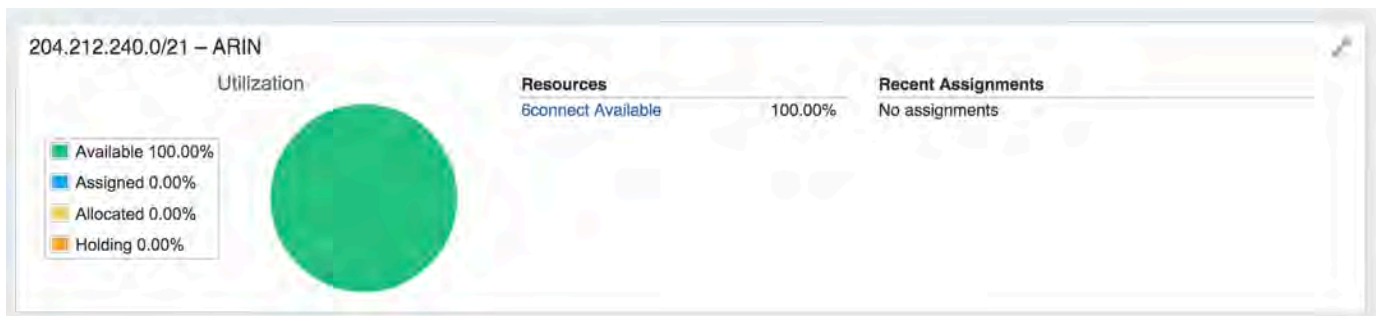 204.212.240.0/21 – ARIN
Utilization
Available 100.00%
Assigned 0.00%
Allocated 0.00%
Holding 0.00%
Resources
6connect Available 100.00%
Recent Assignments
No assignments